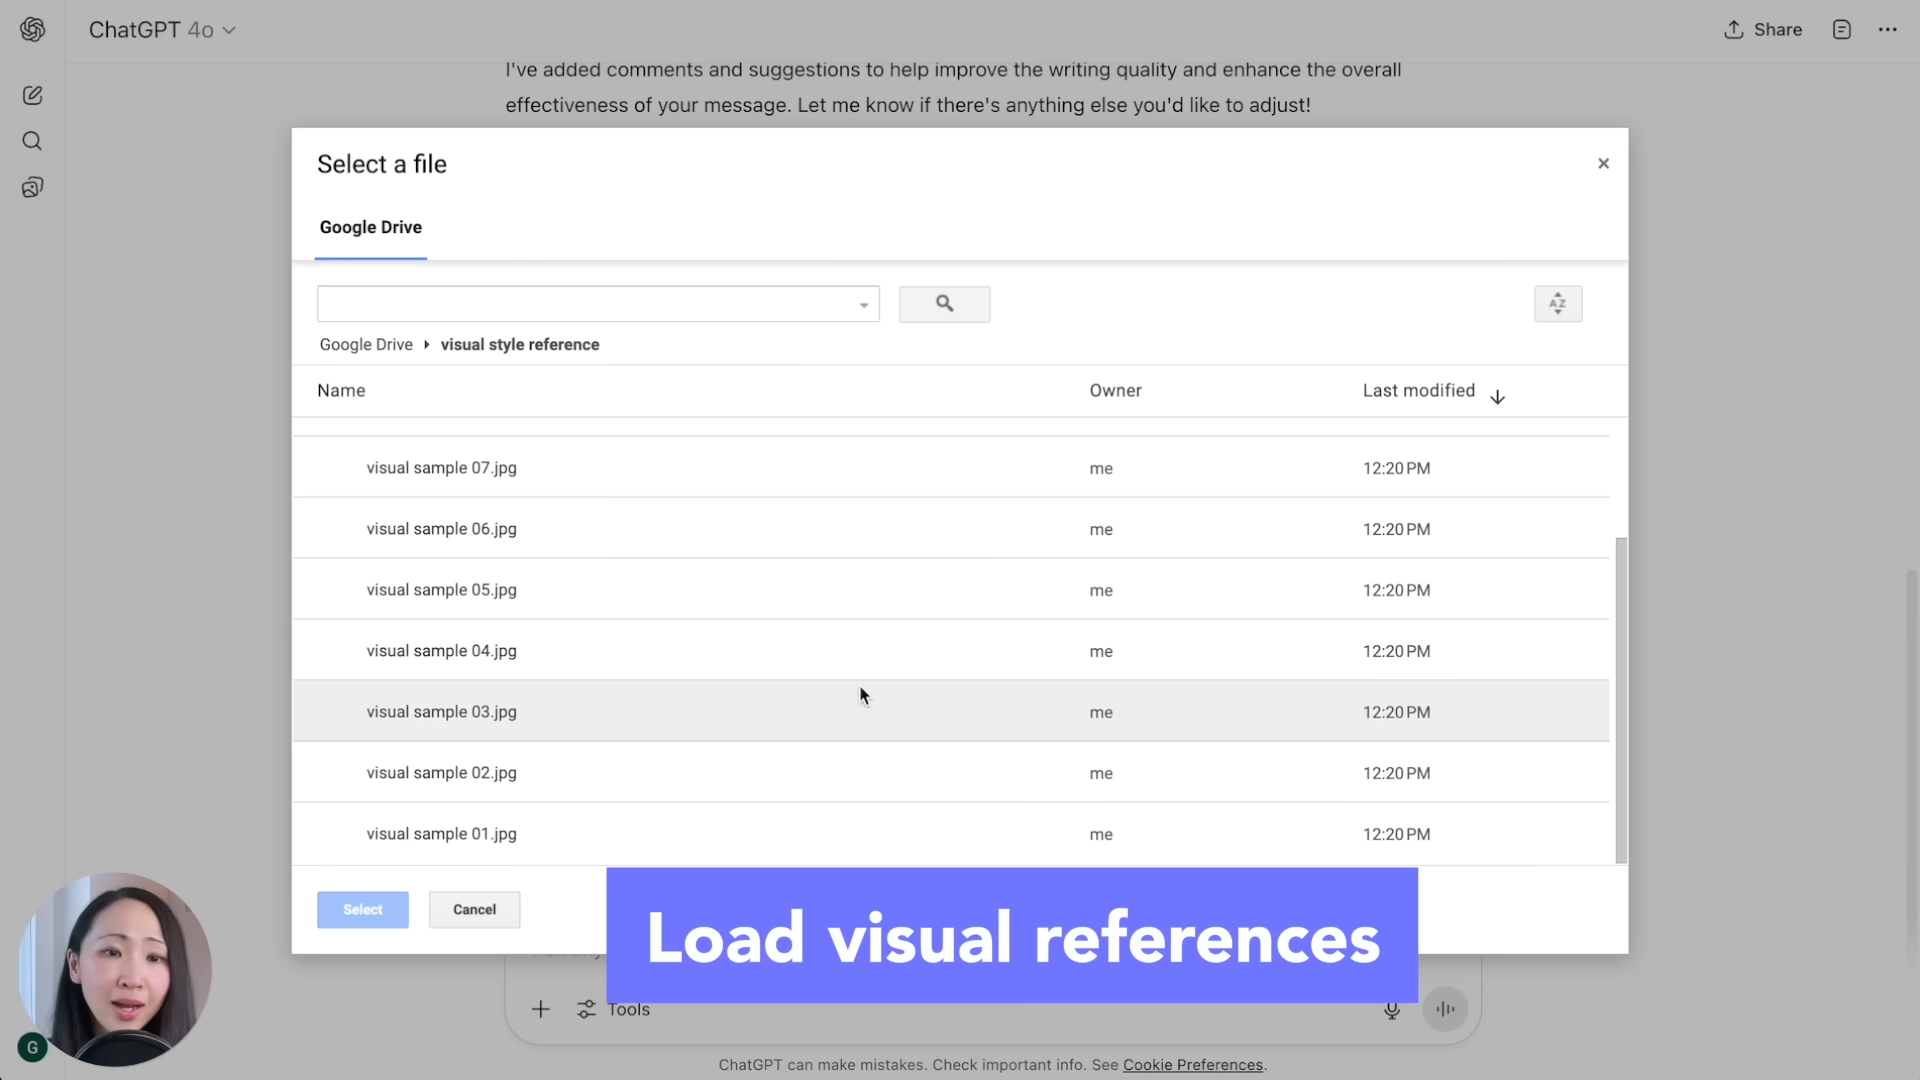 ChatGPT 4o
Share
I've added comments and suggestions to help improve the writing quality and enhance the overall
effectiveness of your message. Let me know if there's anything else you'd like to adjust!
Select a file
×
Google Drive
AZ
Google Drive visual style reference
Name Owner Last modified
visual sample 07.jpg me 12:20 PM
visual sample 06.jpg me 12:20 PM
visual sample 05.jpg me 12:20 PM
visual sample 04.jpg me 12:20 PM
visual sample 03.jpg me 12:20 PM
visual sample 02.jpg me 12:20 PM
visual sample 01.jpg me 12:20 PM
Select Cancel
Load visual references
Tools
G
ChatGPT can make mistakes. Check important info. See Cookie Preferences.